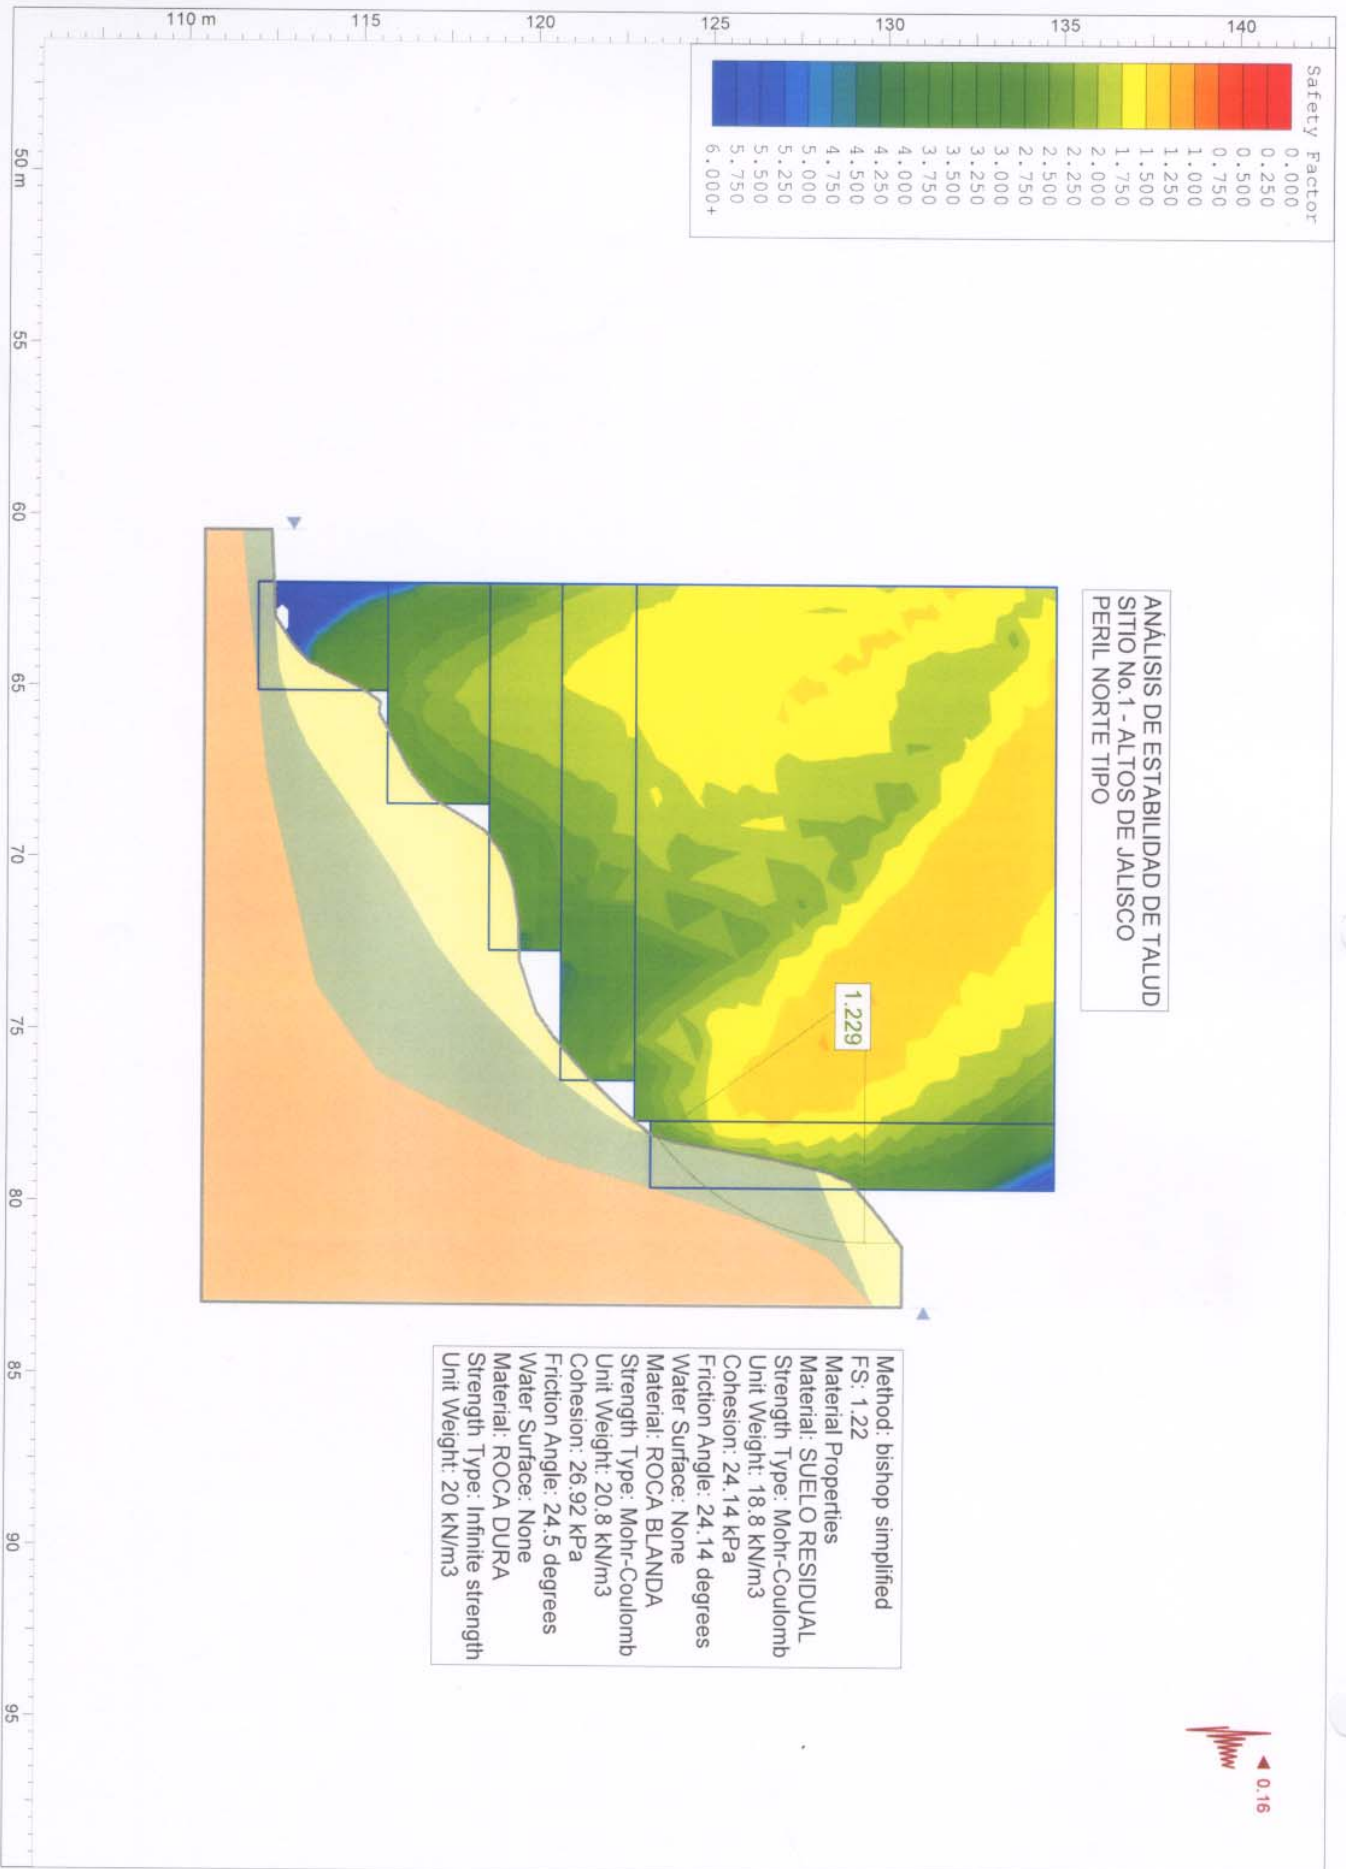 Safety Factor
0.000
0.250
0.500
0.750
1.000
1.250
1.500
1.750
2.000
2.250
2.500
2.750
3.000
3.250
3.500
3.750
4.000
4.250
4.500
4.750
5.000
5.250
5.500
5.750
6.000+
ANÁLISIS DE ESTABILIDAD DE TALUD
SITIO No.1 - ALTOS DE JALISCO
PERIL NORTE TIPO
0.16
1.229
Method: bishop simplified
FS: 1.22
Material Properties
Material: SUELO RESIDUAL
Strength Type: Mohr-Coulomb
Unit Weight: 18.8 kN/m3
Cohesion: 24.14 kPa
Friction Angle: 24.14 degrees
Water Surface: None
Material: ROCA BLANDA
Strength Type: Mohr-Coulomb
Unit Weight: 20.8 kN/m3
Cohesion: 26.92 kPa
Friction Angle: 24.5 degrees
Water Surface: None
Material: ROCA DURA
Strength Type: Infinite strength
Unit Weight: 20 kN/m3
140
135
130
125
120
115
110 m
50 m
55
60
65
70
75
80
85
90
95